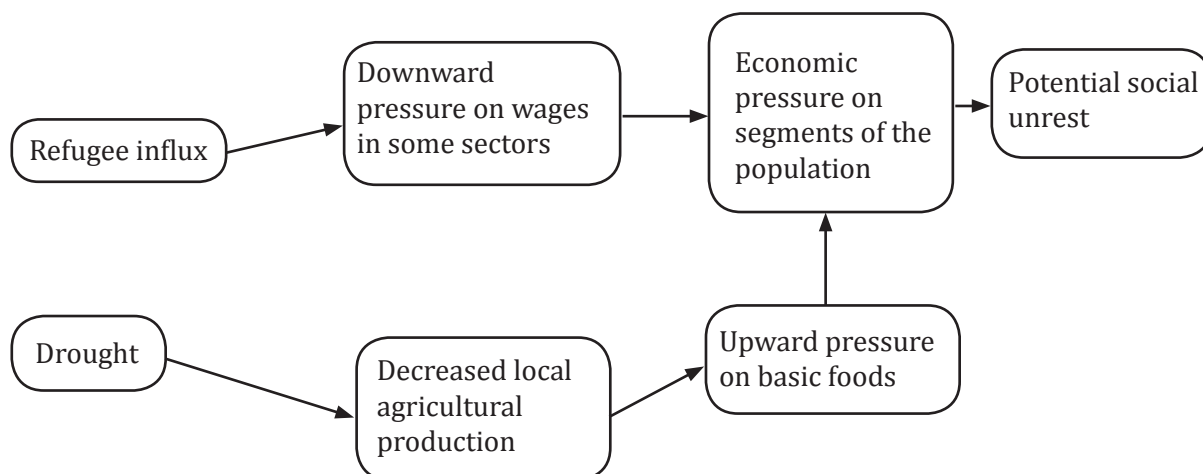 Refugee influx
Downward
pressure on wages
in some sectors
Economic
pressure on
segments of the
population
Potential social
unrest
Drought
Decreased local
agricultural
production
Upward pressure
on basic foods